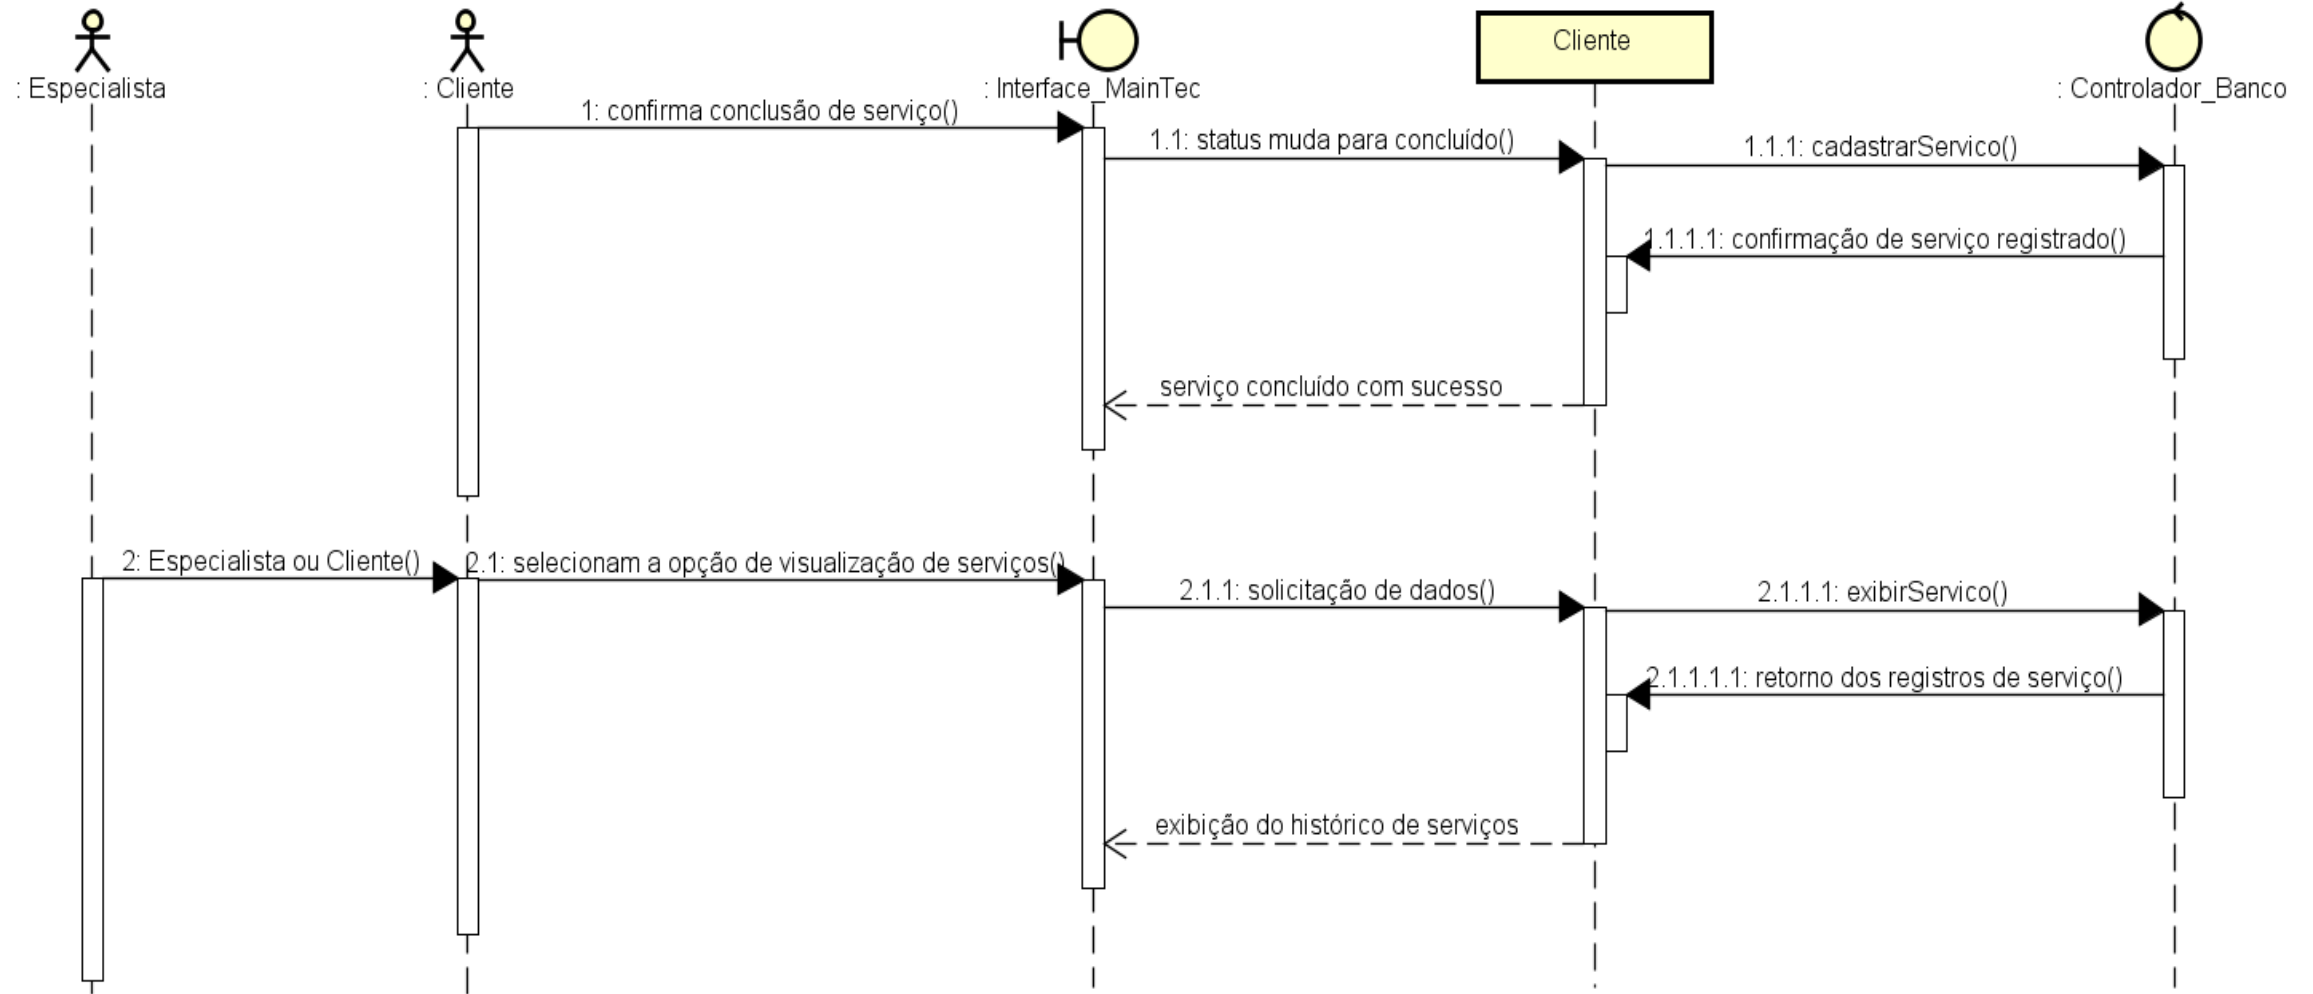 Cliente
: Especialista
: Cliente
: Interface_MainTec
: Controlador_Banco
1: confirma conclusão de serviço()
1.1: status muda para concluído()
1.1.1: cadastrarServico()
1.1.1.1: confirmação de serviço registrado()
serviço concluído com sucesso
2: Especialista ou Cliente()
2.1: selecionam a opção de visualização de serviços()
2.1.1: solicitação de dados()
2.1.1.1: exibirServico()
2.1.1.1.1: retorno dos registros de serviço()
exibição do histórico de serviços